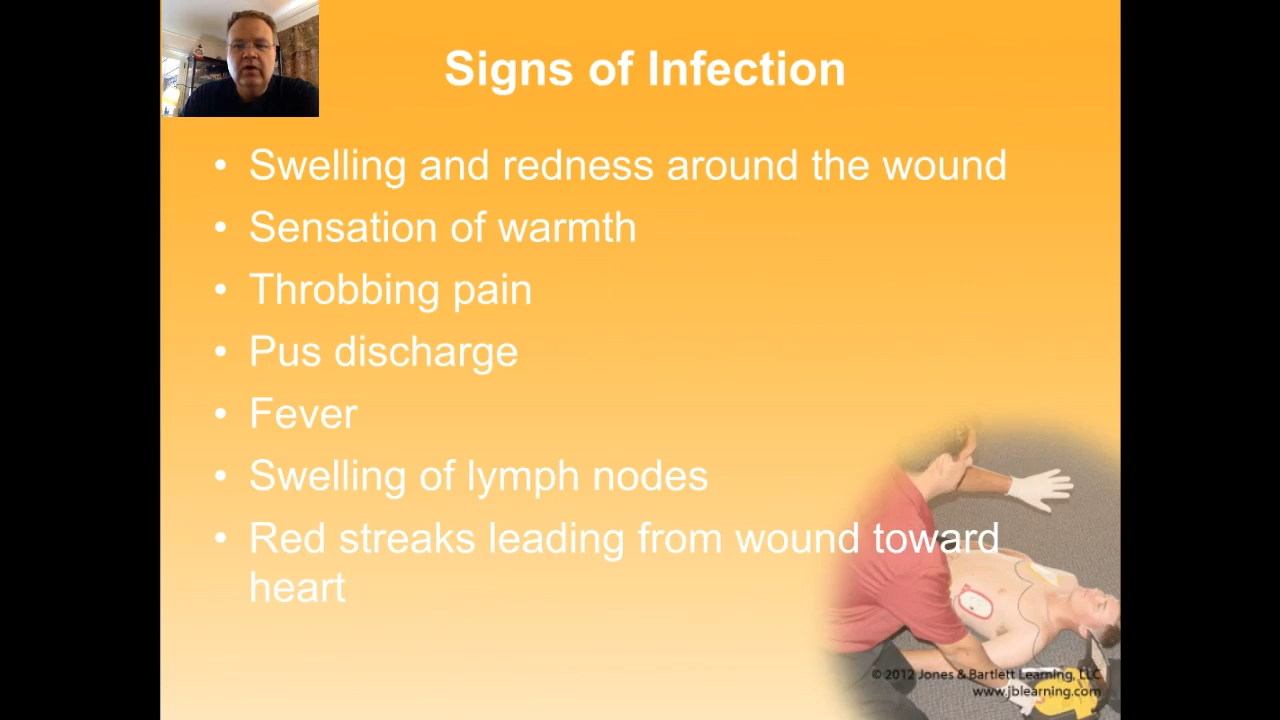 Signs of Infection
• Swelling and redness around the wound
• Sensation of warmth
• Throbbing pain
• Pus discharge
• Fever
• Swelling of lymph nodes
• Red streaks leading from wound toward
heart
© 2012 Jones & Bartlett Learning, LLC
www.jblearning.com